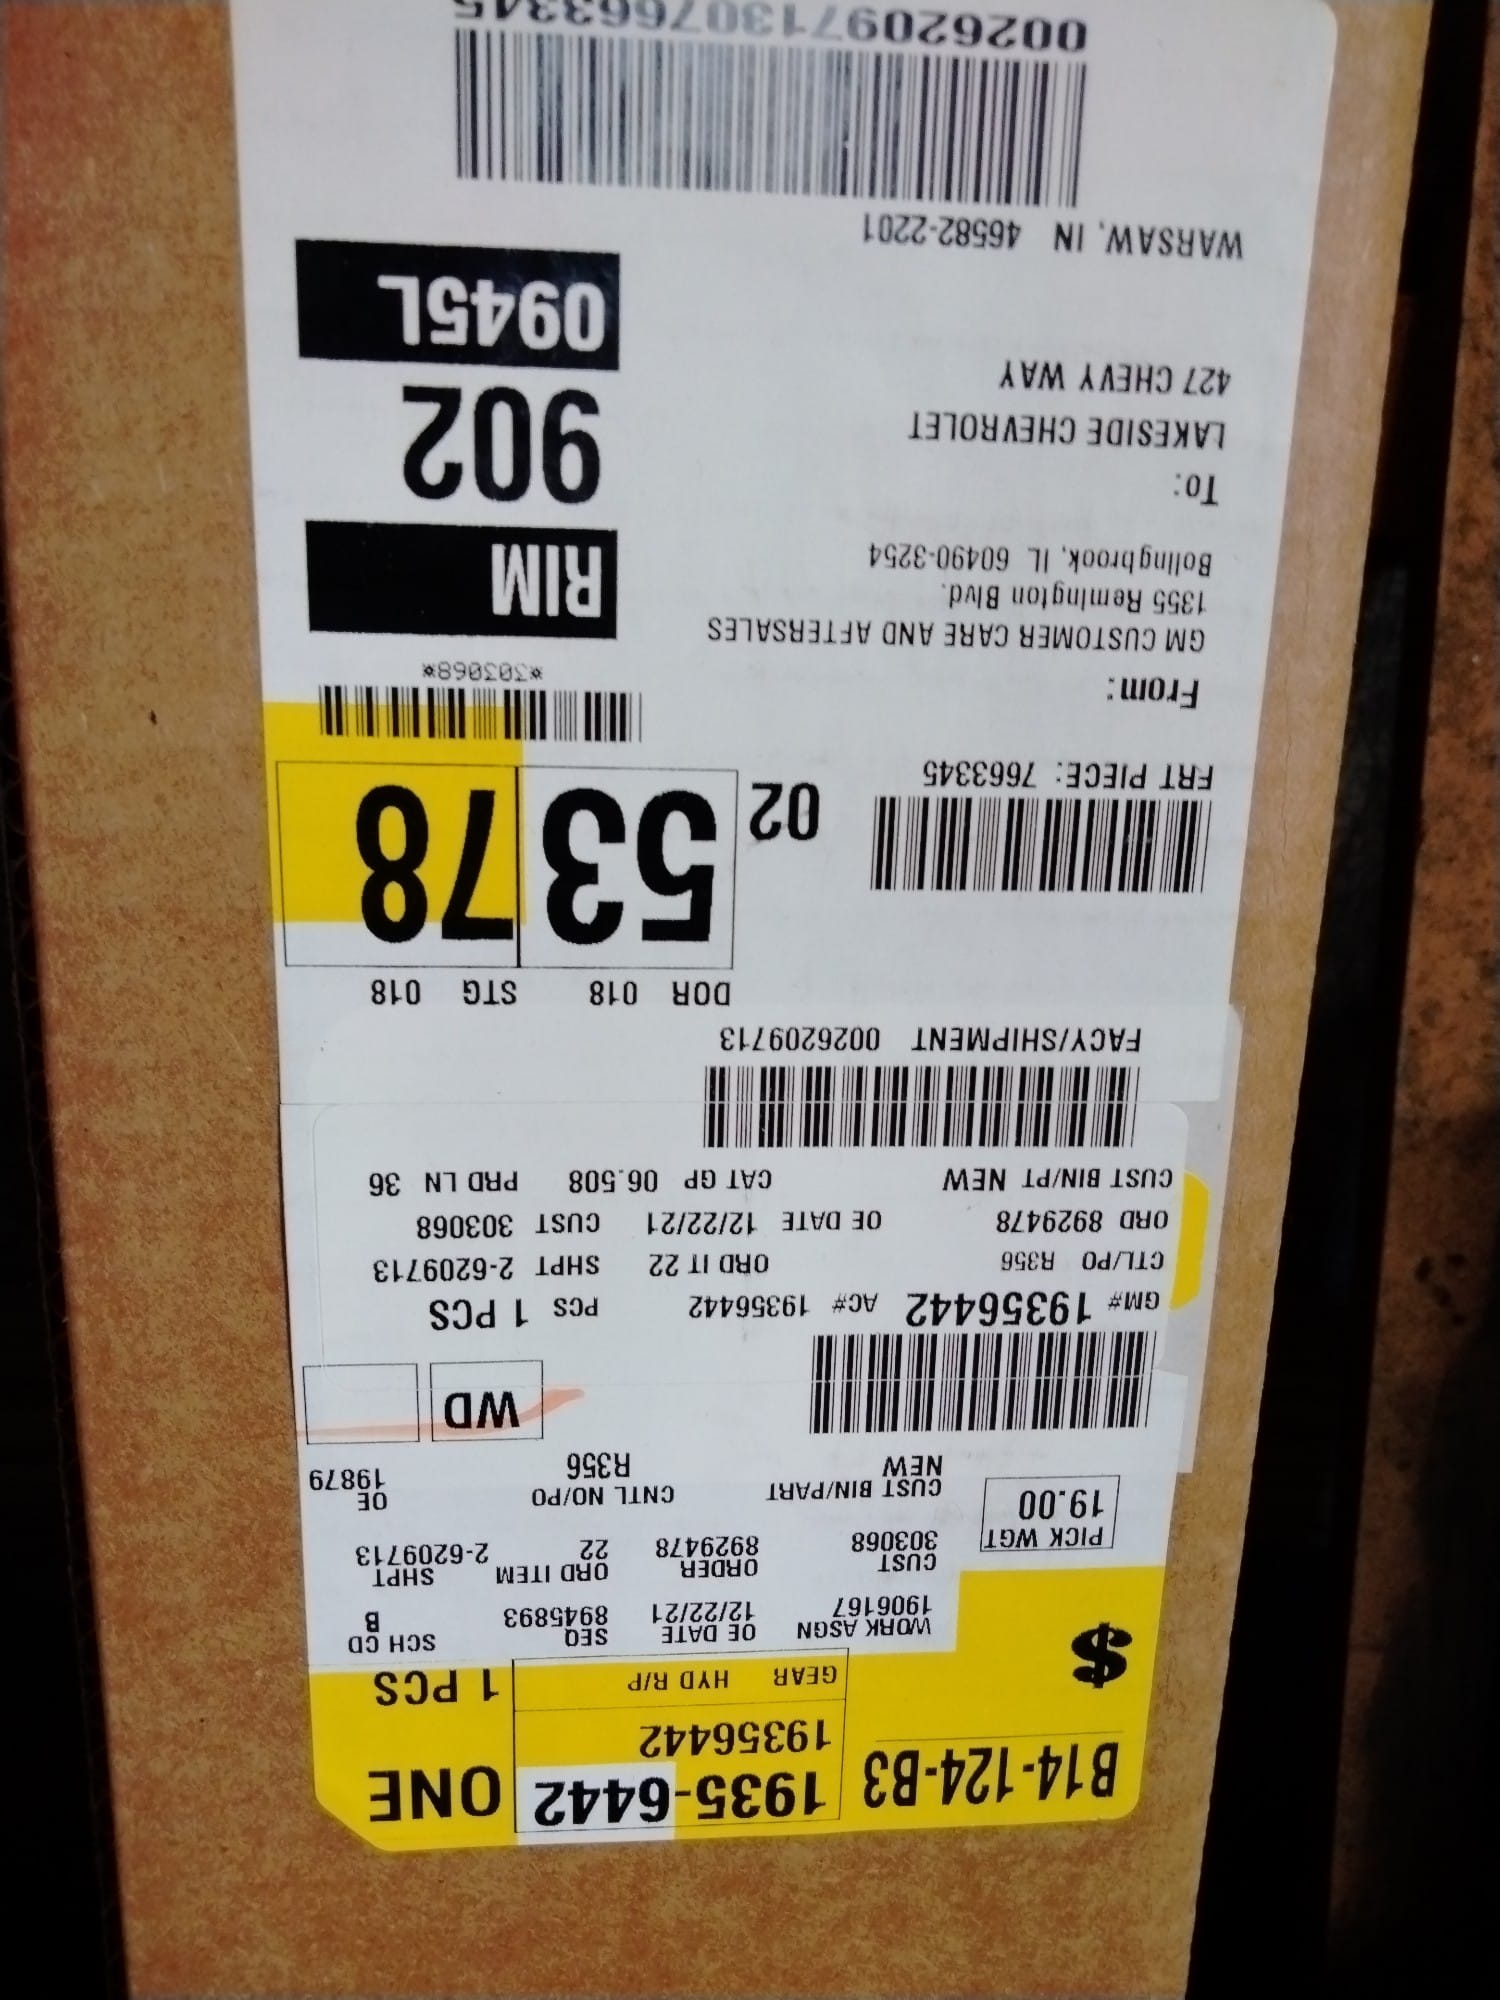 B14-124-B3
1935-6442
ONE
19356442
GEAR HYD R/P
1 PCS
$
WORK ASGN OE DATE SEQ SCH CD
1906167 12/22/21 8945893 B
CUST ORDER ORD ITEM SHPT
303068 8929478 22 2-6209713
PICK WGT
19.00
CUST BIN/PART CNTL NO/PO OE
NEW R356 19879
WD
GM# 19356442 AC# 19356442 PCS 1 PCS
CTL/PO R356 ORD IT 22 SHPT 2-6209713
ORD 8929478 OE DATE 12/22/21 CUST 303068
CUST BIN/PT NEW CAT GP 06.508 PRD LN 36
FACY/SHIPMENT 0026209713
DOR 018 STG 018
53 78
02
FRT PIECE: 7663345
*303068*
From:
GM CUSTOMER CARE AND AFTERSALES
1355 Remington Blvd.
Bolingbrook, IL 60490-3254
RIM
To:
LAKESIDE CHEVROLET
427 CHEVY WAY
902
0945L
WARSAW, IN 46582-2201
002620971307663345